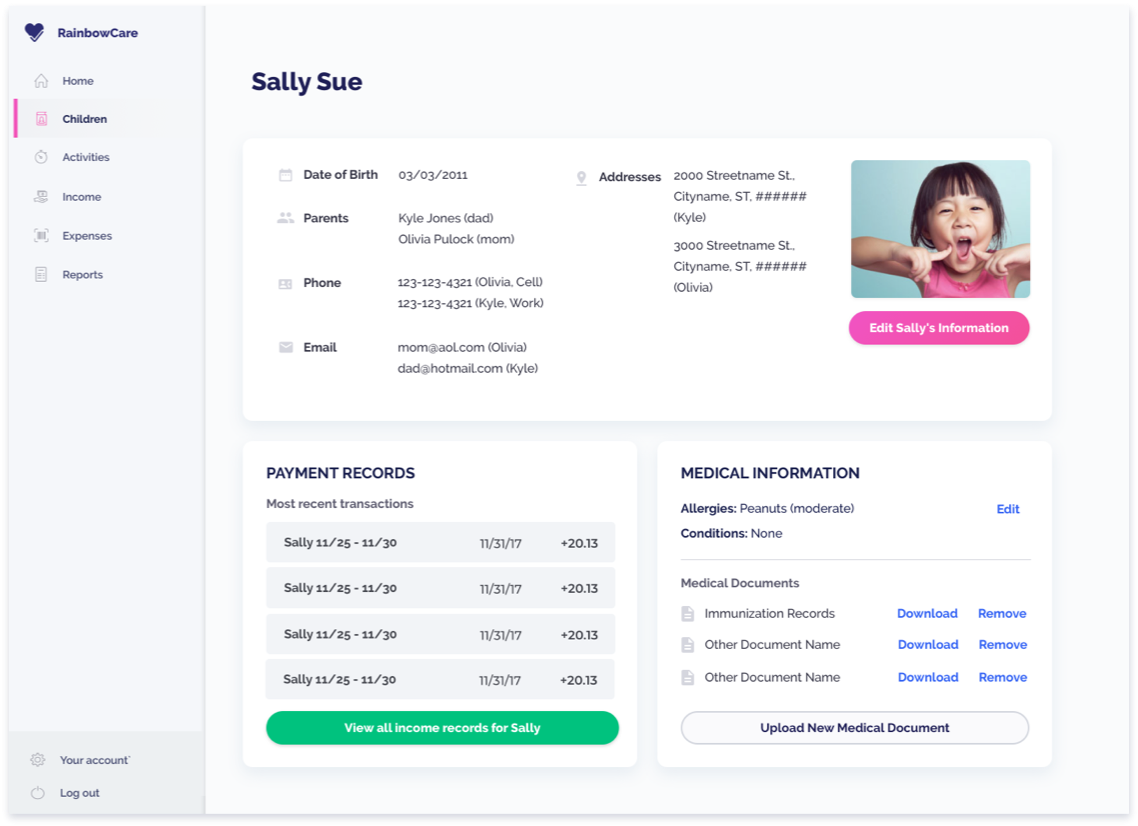 RainbowCare
Home
Children
Activities
Income
Expenses
Reports
Your account`
Log out
Sally Sue
Date of Birth 03/03/2011
Parents Kyle Jones (dad)
Olivia Pulock (mom)
Phone 123-123-4321 (Olivia, Cell)
123-123-4321 (Kyle, Work)
Email mom@aol.com (Olivia)
dad@hotmail.com (Kyle)
Addresses 2000 Streetname St.,
Cityname, ST, ######
(Kyle)
3000 Streetname St.,
Cityname, ST, ######
(Olivia)
Edit Sally's Information
PAYMENT RECORDS
Most recent transactions
Sally 11/25 - 11/30 11/31/17 +20.13
Sally 11/25 - 11/30 11/31/17 +20.13
Sally 11/25 - 11/30 11/31/17 +20.13
Sally 11/25 - 11/30 11/31/17 +20.13
View all income records for Sally
MEDICAL INFORMATION
Allergies: Peanuts (moderate) Edit
Conditions: None
Medical Documents
Immunization Records Download Remove
Other Document Name Download Remove
Other Document Name Download Remove
Upload New Medical Document